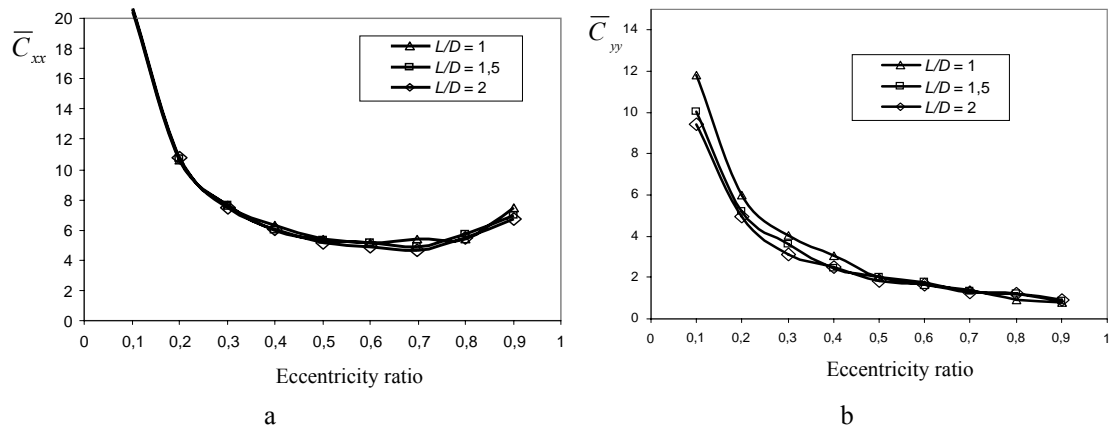 C̅xx
20
18
16
14
12
10
8
6
4
2
0
L/D = 1
L/D = 1,5
L/D = 2
0 0,1 0,2 0,3 0,4 0,5 0,6 0,7 0,8 0,9 1
Eccentricity ratio
a
C̅yy
14
12
10
8
6
4
2
0
L/D = 1
L/D = 1,5
L/D = 2
0 0,1 0,2 0,3 0,4 0,5 0,6 0,7 0,8 0,9 1
Eccentricity ratio
b